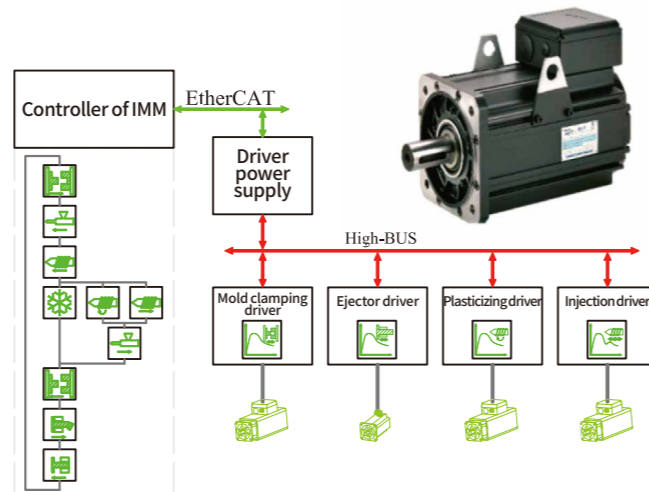 Controller of IMM
EtherCAT
Driver
power
supply
High-BUS
Mold clamping
driver
Ejector driver
Plasticizing driver
Injection driver